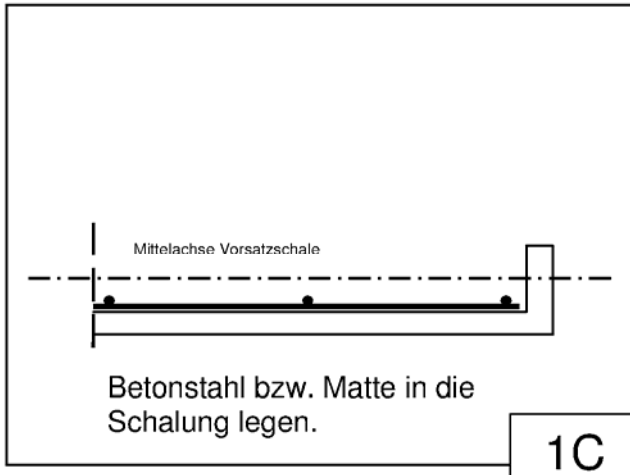 Mittelachse Vorsatzschale
Betonstahl bzw. Matte in die
Schalung legen.
1C